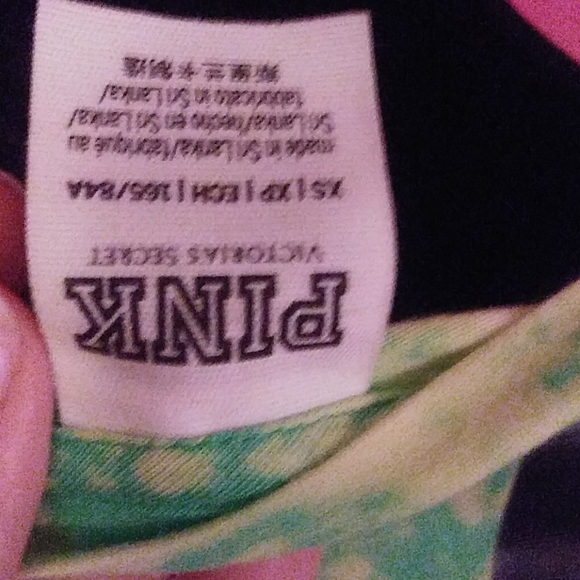 PINK
VICTORIA'S SECRET
XS | XP | ECH | 165/84A
made in Sri Lanka/fabriqué au
Sri Lanka/hecho en Sri Lanka/
fabricato in Sri Lanka/
斯里兰卡制造